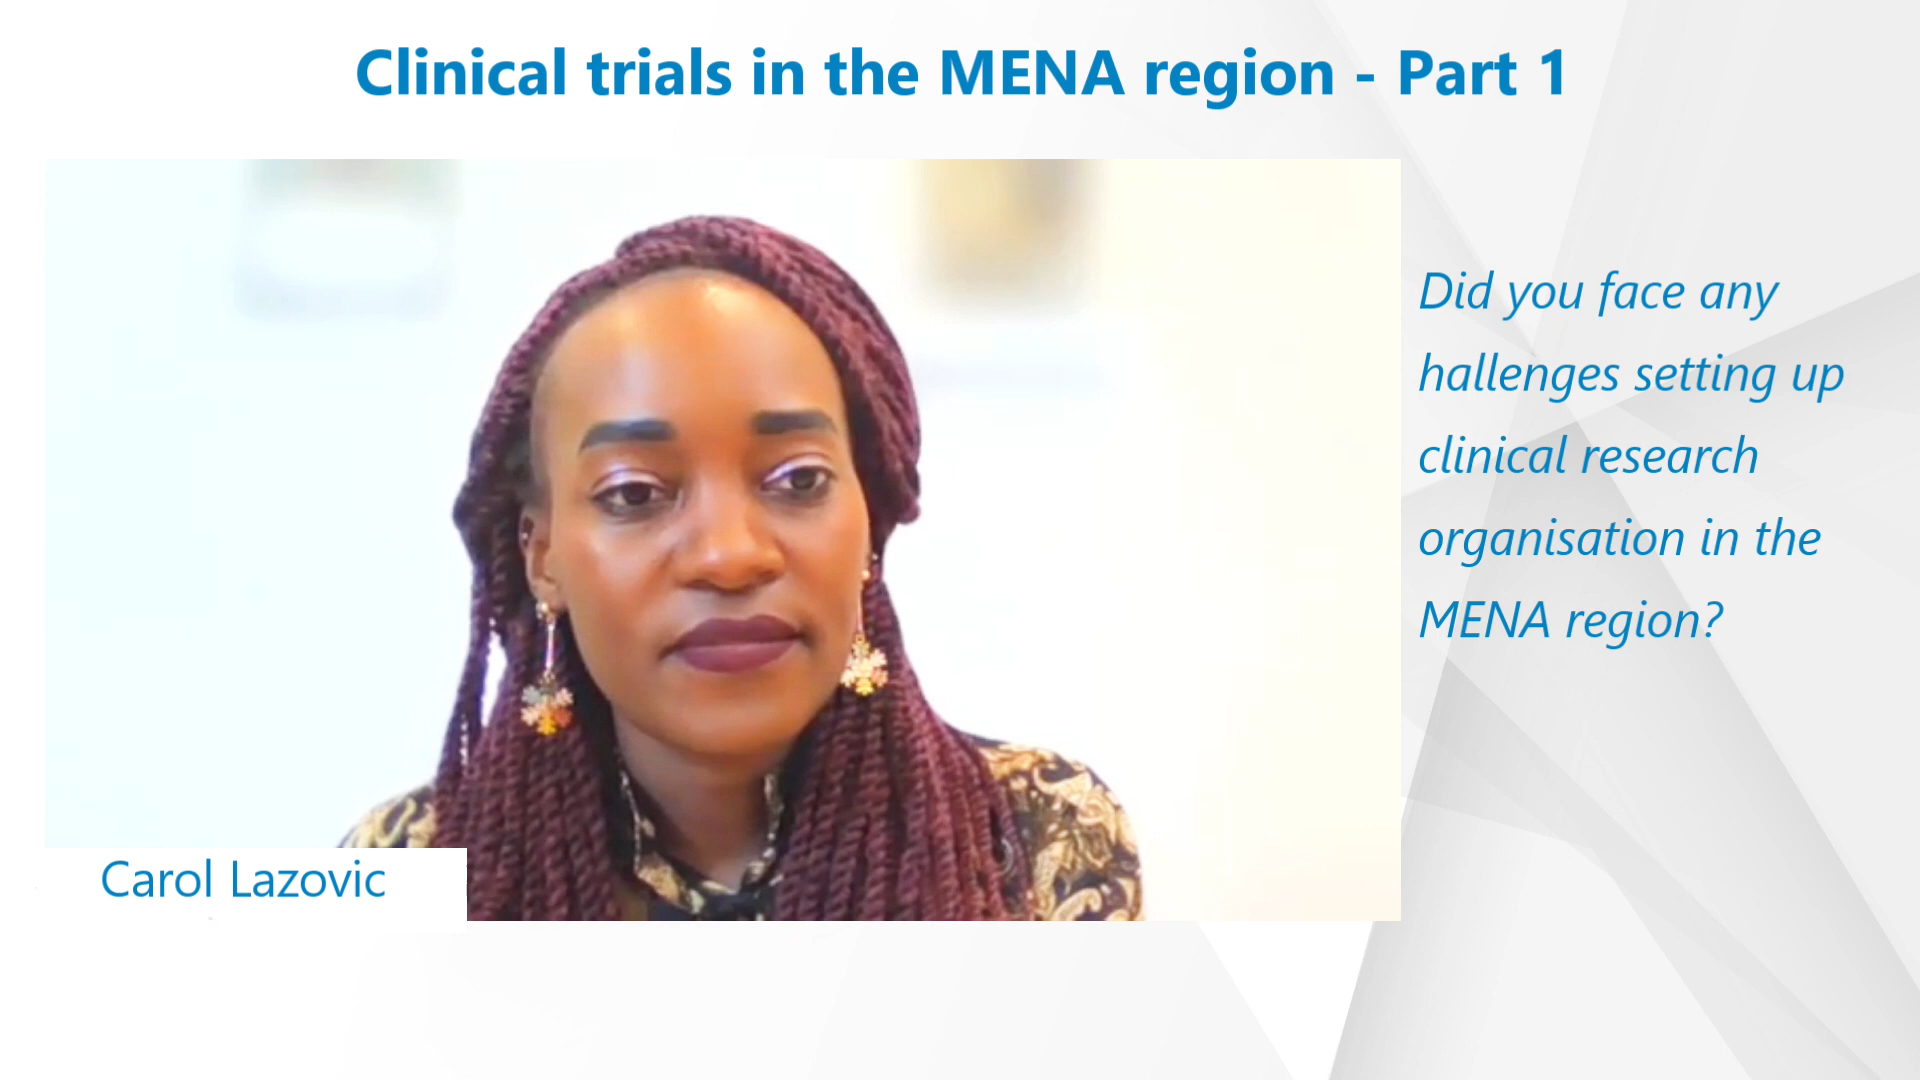 Clinical trials in the MENA region - Part 1
Did you face any
hallenges setting up
clinical research
organisation in the
MENA region?
Carol Lazovic